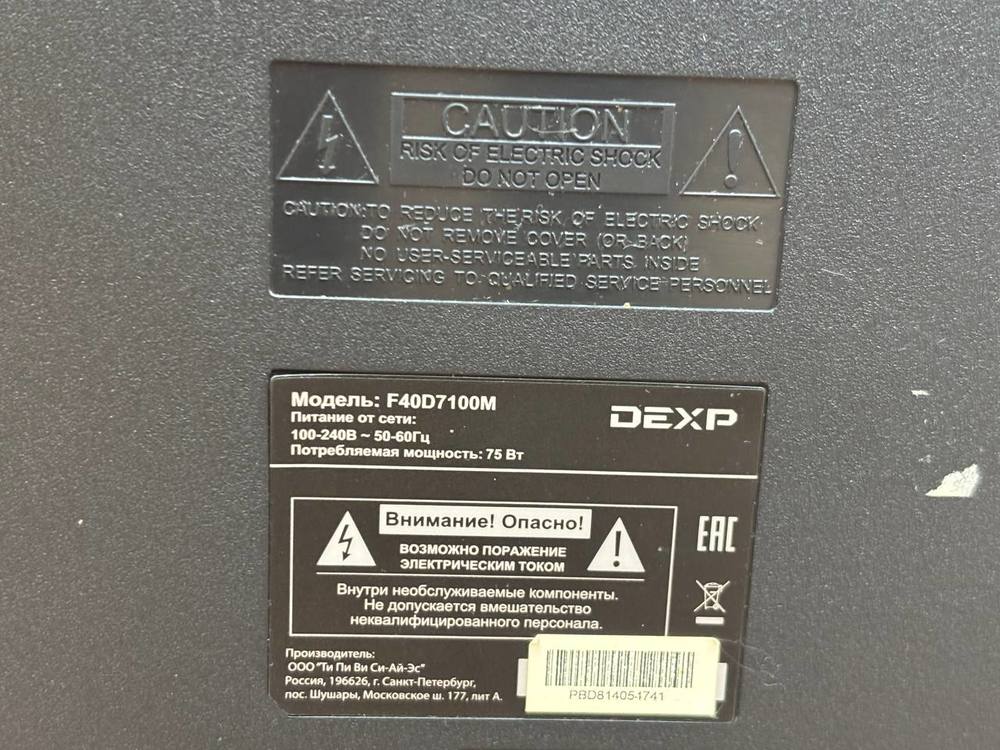 CAUTION
RISK OF ELECTRIC SHOCK
DO NOT OPEN
CAUTION:TO REDUCE THE RISK OF ELECTRIC SHOCK
DO NOT REMOVE COVER (OR BACK)
NO USER-SERVICEABLE PARTS INSIDE
REFER SERVICING TO QUALIFIED SERVICE PERSONNEL
Модель: F40D7100M
DEXP
Питание от сети:
100-240В ~ 50-60Гц
Потребляемая мощность: 75 Вт
Внимание! Опасно!
ВОЗМОЖНО ПОРАЖЕНИЕ
ЭЛЕКТРИЧЕСКИМ ТОКОМ
EAC
Внутри необслуживаемые компоненты.
Не допускается вмешательство
неквалифицированного персонала.
Производитель:
ООО "Ти Пи Ви Си-Ай-Эс"
Россия, 196626, г. Санкт-Петербург,
пос. Шушары, Московское ш. 177, лит А.
PBD814054741